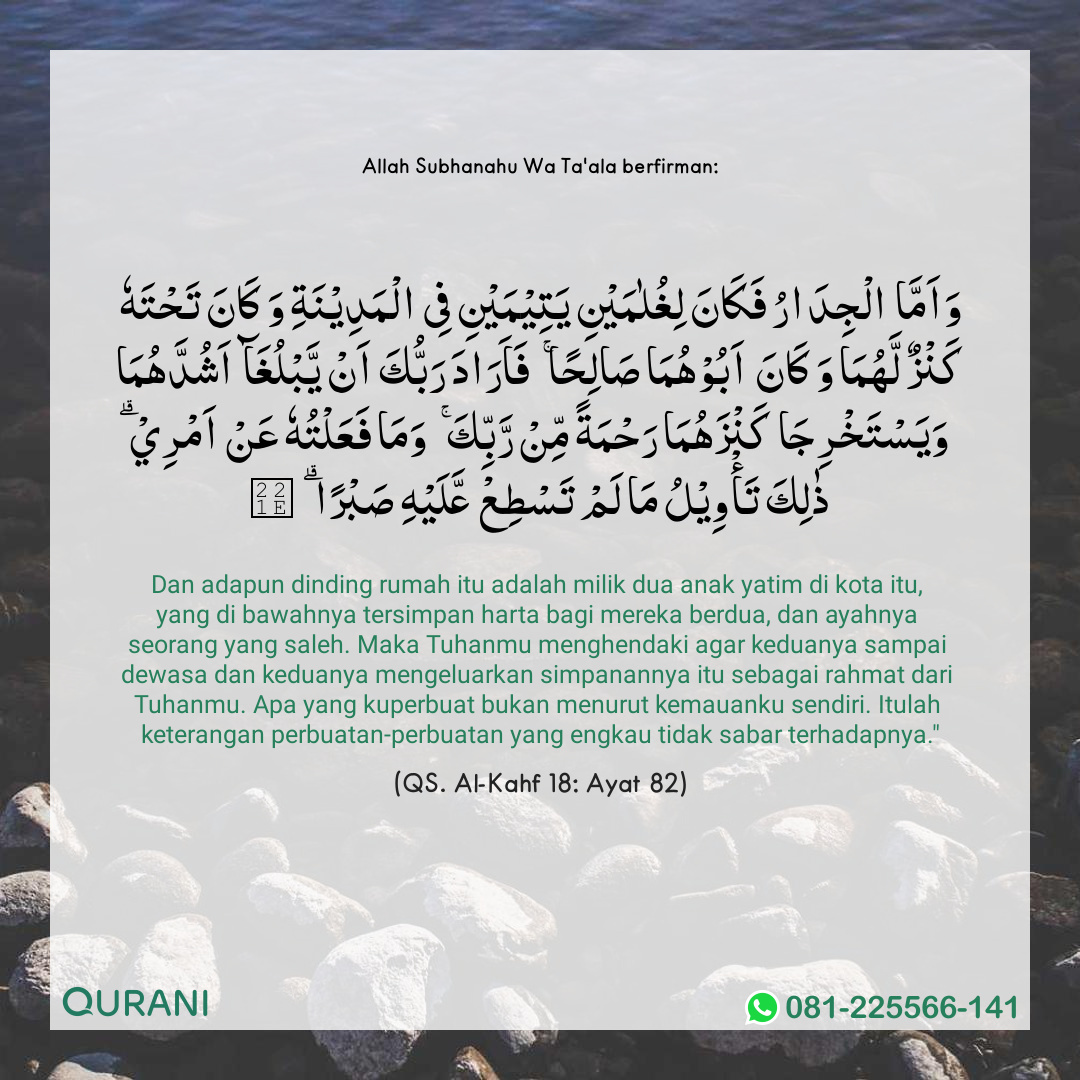 Allah Subhanahu Wa Ta'ala berfirman:
وَاَمَّا الْجِدَارُ فَكَانَ لِغُلٰمَيْنِ يَتِيْمَيْنِ فِى الْمَدِيْنَةِ وَكَانَ تَحْتَهٗ
كَنْزٌ لَّهُمَا وَكَانَ اَبُوْهُمَا صَالِحًا ۚ فَاَرَادَ رَبُّكَ اَنْ يَّبْلُغَاۤ اَشُدَّهُمَا
وَيَسْتَخْرِجَا كَنْزَهُمَا رَحْمَةً مِّنْ رَّبِّكَ ۚ وَمَا فَعَلْتُهٗ عَنْ اَمْرِيْ ۗ
ذٰلِكَ تَأْوِيْلُ مَا لَمْ تَسْطِعْ عَّلَيْهِ صَبْرًا ۗ ∞
Dan adapun dinding rumah itu adalah milik dua anak yatim di kota itu,
yang di bawahnya tersimpan harta bagi mereka berdua, dan ayahnya
seorang yang saleh. Maka Tuhanmu menghendaki agar keduanya sampai
dewasa dan keduanya mengeluarkan simpanannya itu sebagai rahmat dari
Tuhanmu. Apa yang kuperbuat bukan menurut kemauanku sendiri. Itulah
keterangan perbuatan-perbuatan yang engkau tidak sabar terhadapnya."
(QS. Al-Kahf 18: Ayat 82)
QURANI
081-225566-141